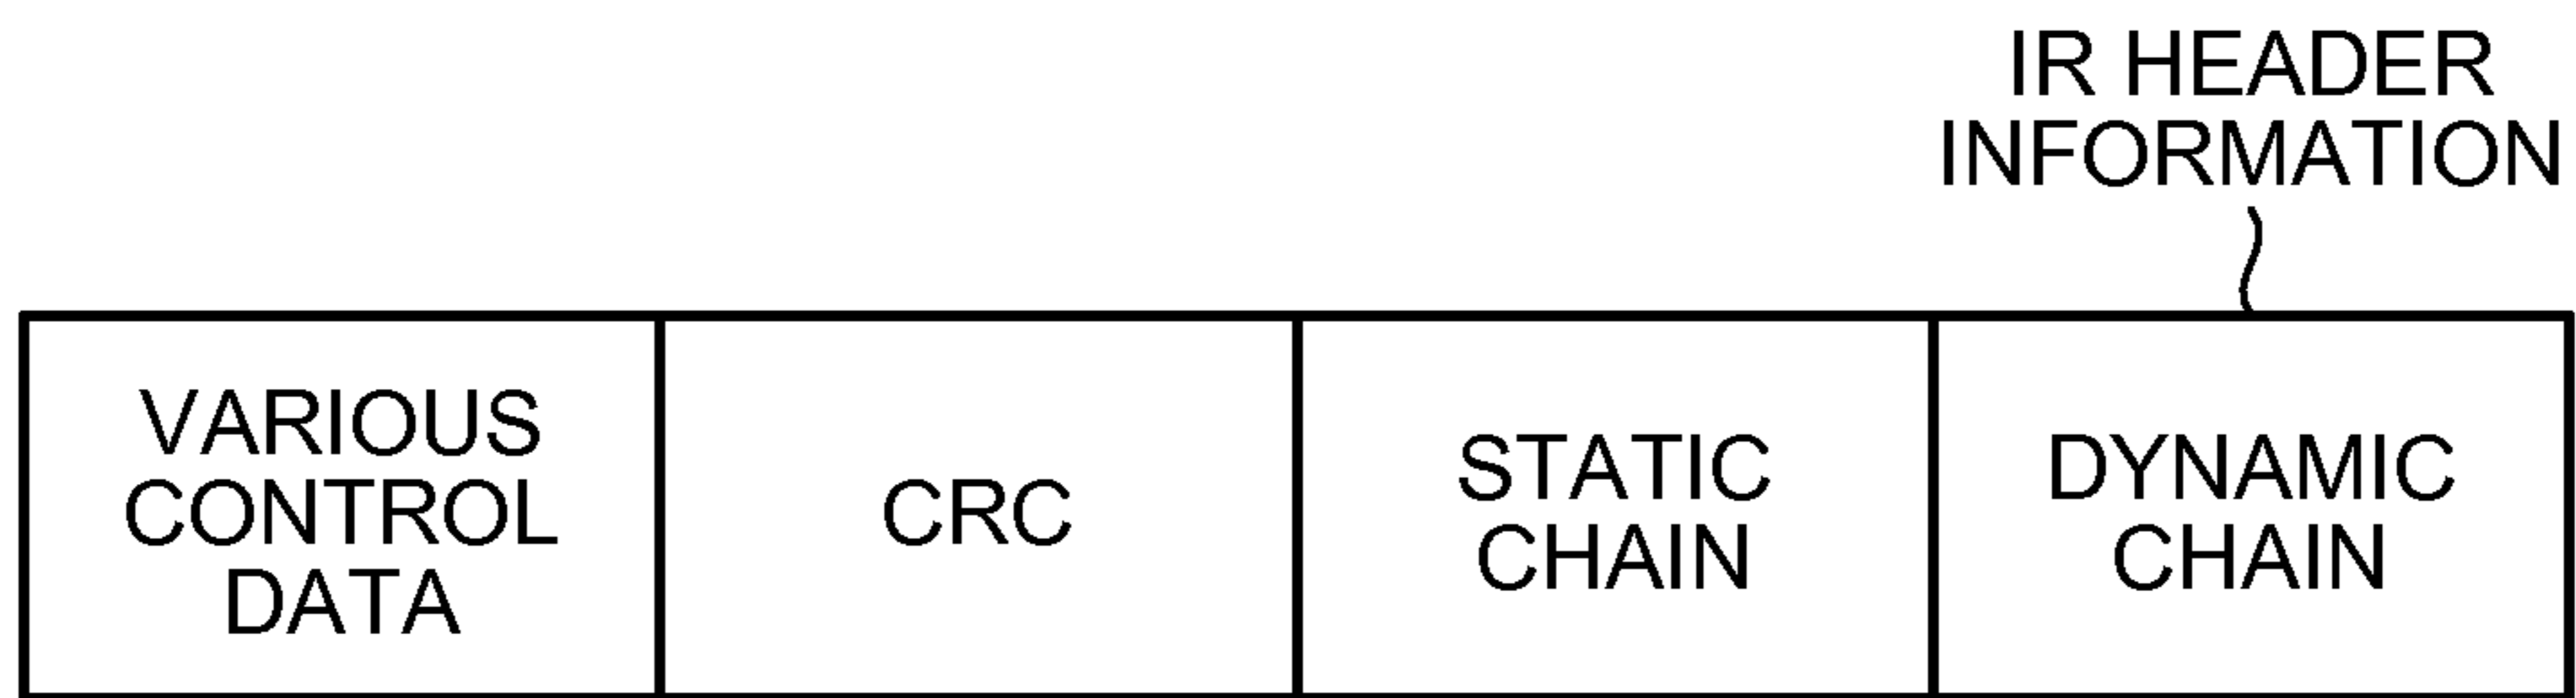 IR HEADER
INFORMATION
VARIOUS
CONTROL
DATA
CRC
STATIC
CHAIN
DYNAMIC
CHAIN